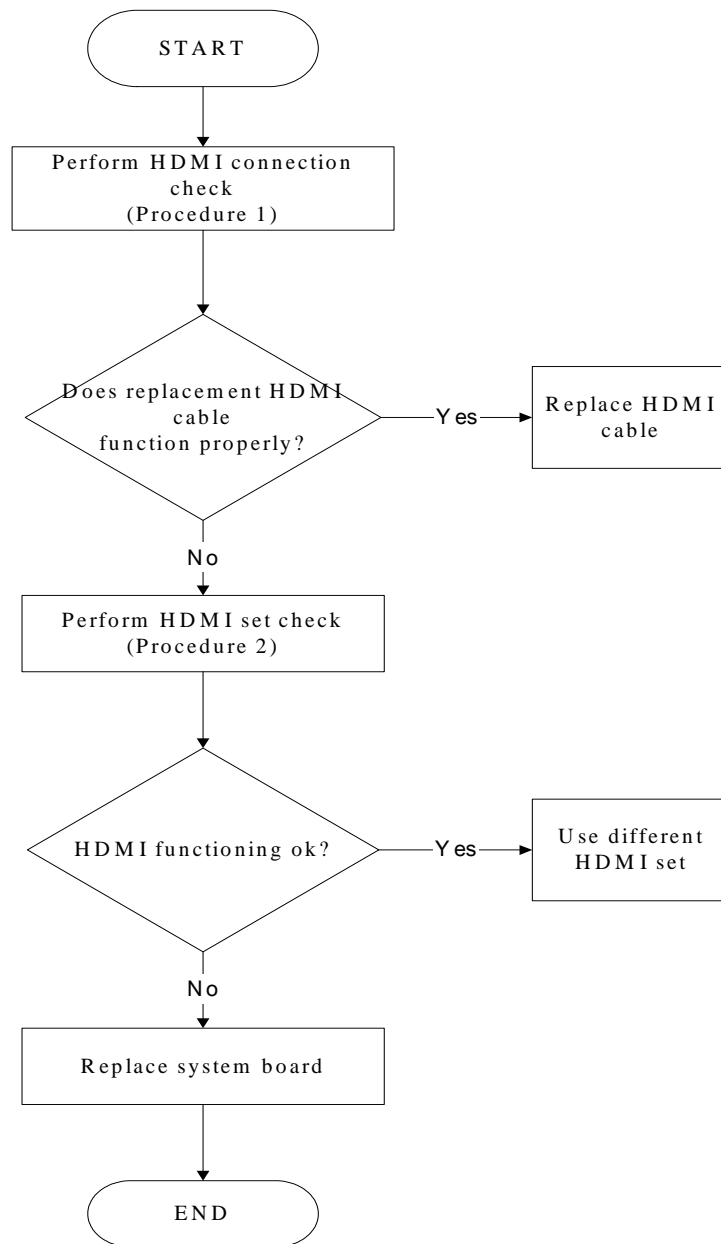 START
Perform HDMI connection
check
(Procedure 1)
Does replacement HDMI
cable
function properly?
Yes
Replace HDMI
cable
No
Perform HDMI set check
(Procedure 2)
HDMI functioning ok?
Yes
Use different
HDMI set
No
Replace system board
END